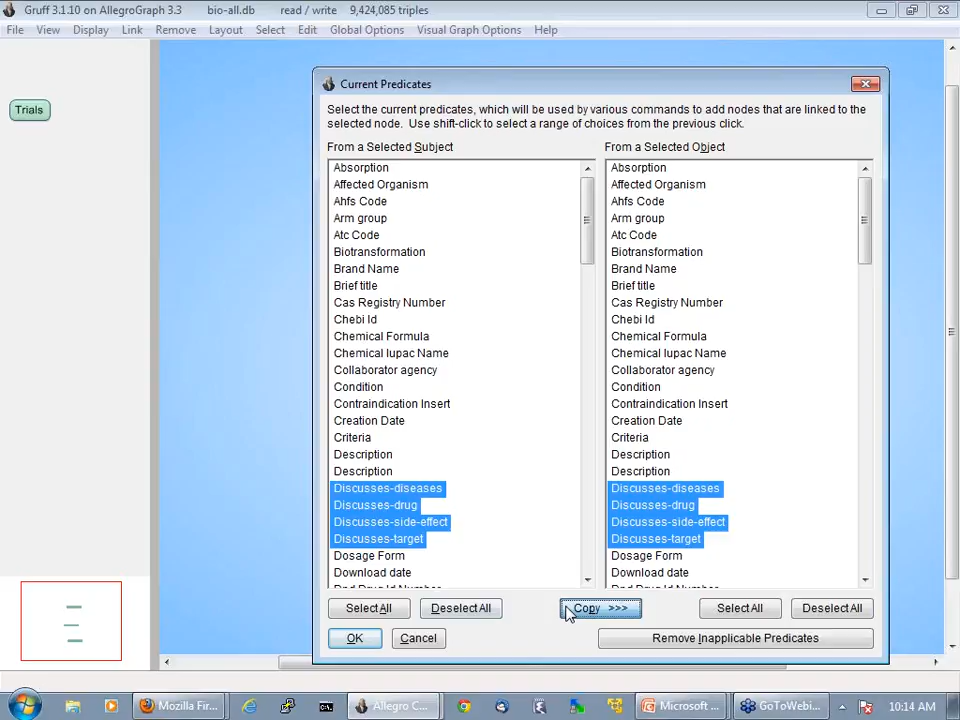 Gruff 3.1.10 on AllegroGraph 3.3 bio-all.db read / write 9,424,085 triples
File View Display Link Remove Layout Select Edit Global Options Visual Graph Options Help
Trials
Current Predicates
Select the current predicates, which will be used by various commands to add nodes that are linked to the
selected node. Use shift-click to select a range of choices from the previous click.
From a Selected Subject From a Selected Object
Absorption Absorption
Affected Organism Affected Organism
Ahfs Code Ahfs Code
Arm group Arm group
Atc Code Atc Code
Biotransformation Biotransformation
Brand Name Brand Name
Brief title Brief title
Cas Registry Number Cas Registry Number
Chebi Id Chebi Id
Chemical Formula Chemical Formula
Chemical Iupac Name Chemical Iupac Name
Collaborator agency Collaborator agency
Condition Condition
Contraindication Insert Contraindication Insert
Creation Date Creation Date
Criteria Criteria
Description Description
Description Description
Discusses-diseases Discusses-diseases
Discusses-drug Discusses-drug
Discusses-side-effect Discusses-side-effect
Discusses-target Discusses-target
Dosage Form Dosage Form
Download date Download date
Select All Deselect All Copy >>> Select All Deselect All
OK Cancel Remove Inapplicable Predicates
Mozilla Fir... Allegro C... Microsoft ... GoToWebi... 10:14 AM